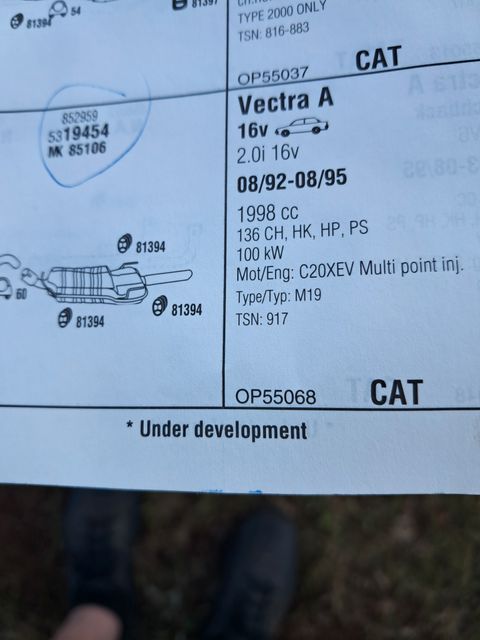 81394
54
81397
TYPE 2000 ONLY
TSN: 816-883
OP55037
CAT
852959
5319454
MK 85106
Vectra A
16v
2.0i 16v
08/92-08/95
1998 cc
136 CH, HK, HP, PS
100 kW
Mot/Eng: C20XEV Multi point inj.
Type/Typ: M19
TSN: 917
81394
60
81394
81394
OP55068
CAT
* Under development